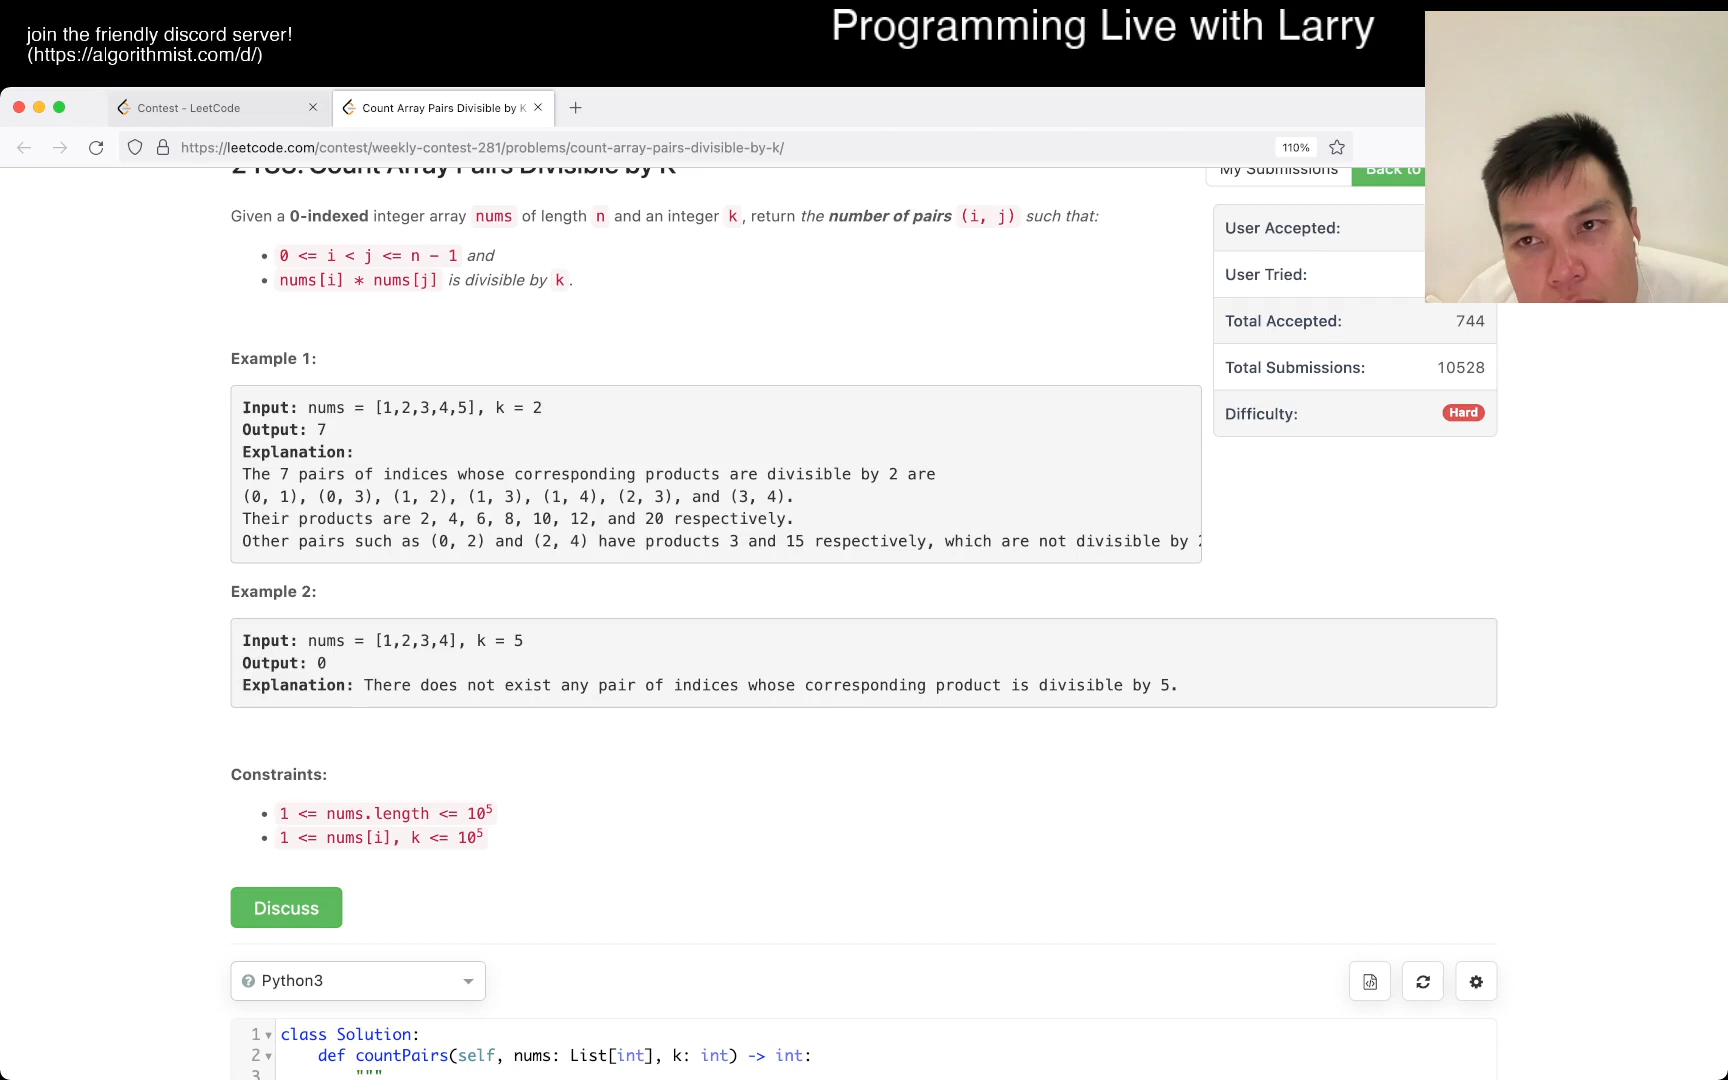 join the friendly discord server!
(https://algorithmist.com/d/)
Programming Live with Larry
Contest - LeetCode
Count Array Pairs Divisible by K
https://leetcode.com/contest/weekly-contest-281/problems/count-array-pairs-divisible-by-k/
110%
Count Array Pairs Divisible by K
My Submissions
Back to
Given a 0-indexed integer array nums of length n and an integer k, return the number of pairs (i, j) such that:
• 0 <= i < j <= n - 1 and
• nums[i] * nums[j] is divisible by k.
User Accepted:
User Tried:
Total Accepted: 744
Total Submissions: 10528
Difficulty: Hard
Example 1:
Input: nums = [1,2,3,4,5], k = 2
Output: 7
Explanation:
The 7 pairs of indices whose corresponding products are divisible by 2 are
(0, 1), (0, 3), (1, 2), (1, 3), (1, 4), (2, 3), and (3, 4).
Their products are 2, 4, 6, 8, 10, 12, and 20 respectively.
Other pairs such as (0, 2) and (2, 4) have products 3 and 15 respectively, which are not divisible by
Example 2:
Input: nums = [1,2,3,4], k = 5
Output: 0
Explanation: There does not exist any pair of indices whose corresponding product is divisible by 5.
Constraints:
• 1 <= nums.length <= 10⁵
• 1 <= nums[i], k <= 10⁵
Discuss
Python3
1 class Solution:
2 def countPairs(self, nums: List[int], k: int) -> int:
3 """